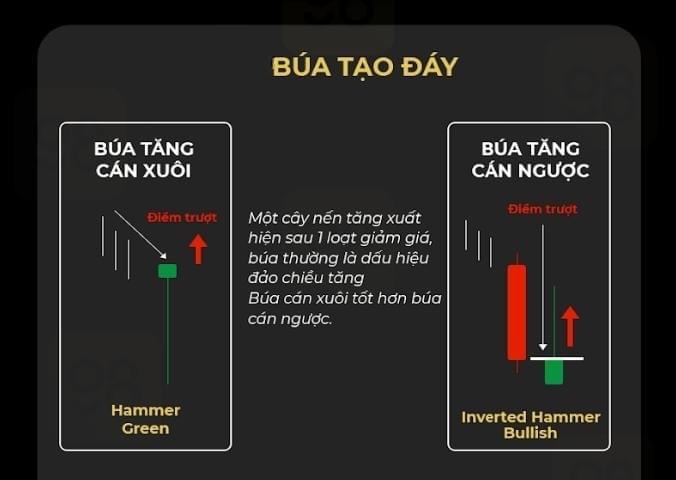 BÚA TẠO ĐÁY
BÚA TĂNG
CÁN XUÔI
Điểm trượt
Hammer
Green
Một cây nến tăng xuất
hiện sau 1 loạt giảm giá,
búa thường là dấu hiệu
đảo chiều tăng
Búa cán xuôi tốt hơn búa
cán ngược.
BÚA TĂNG
CÁN NGƯỢC
Điểm trượt
Inverted Hammer
Bullish